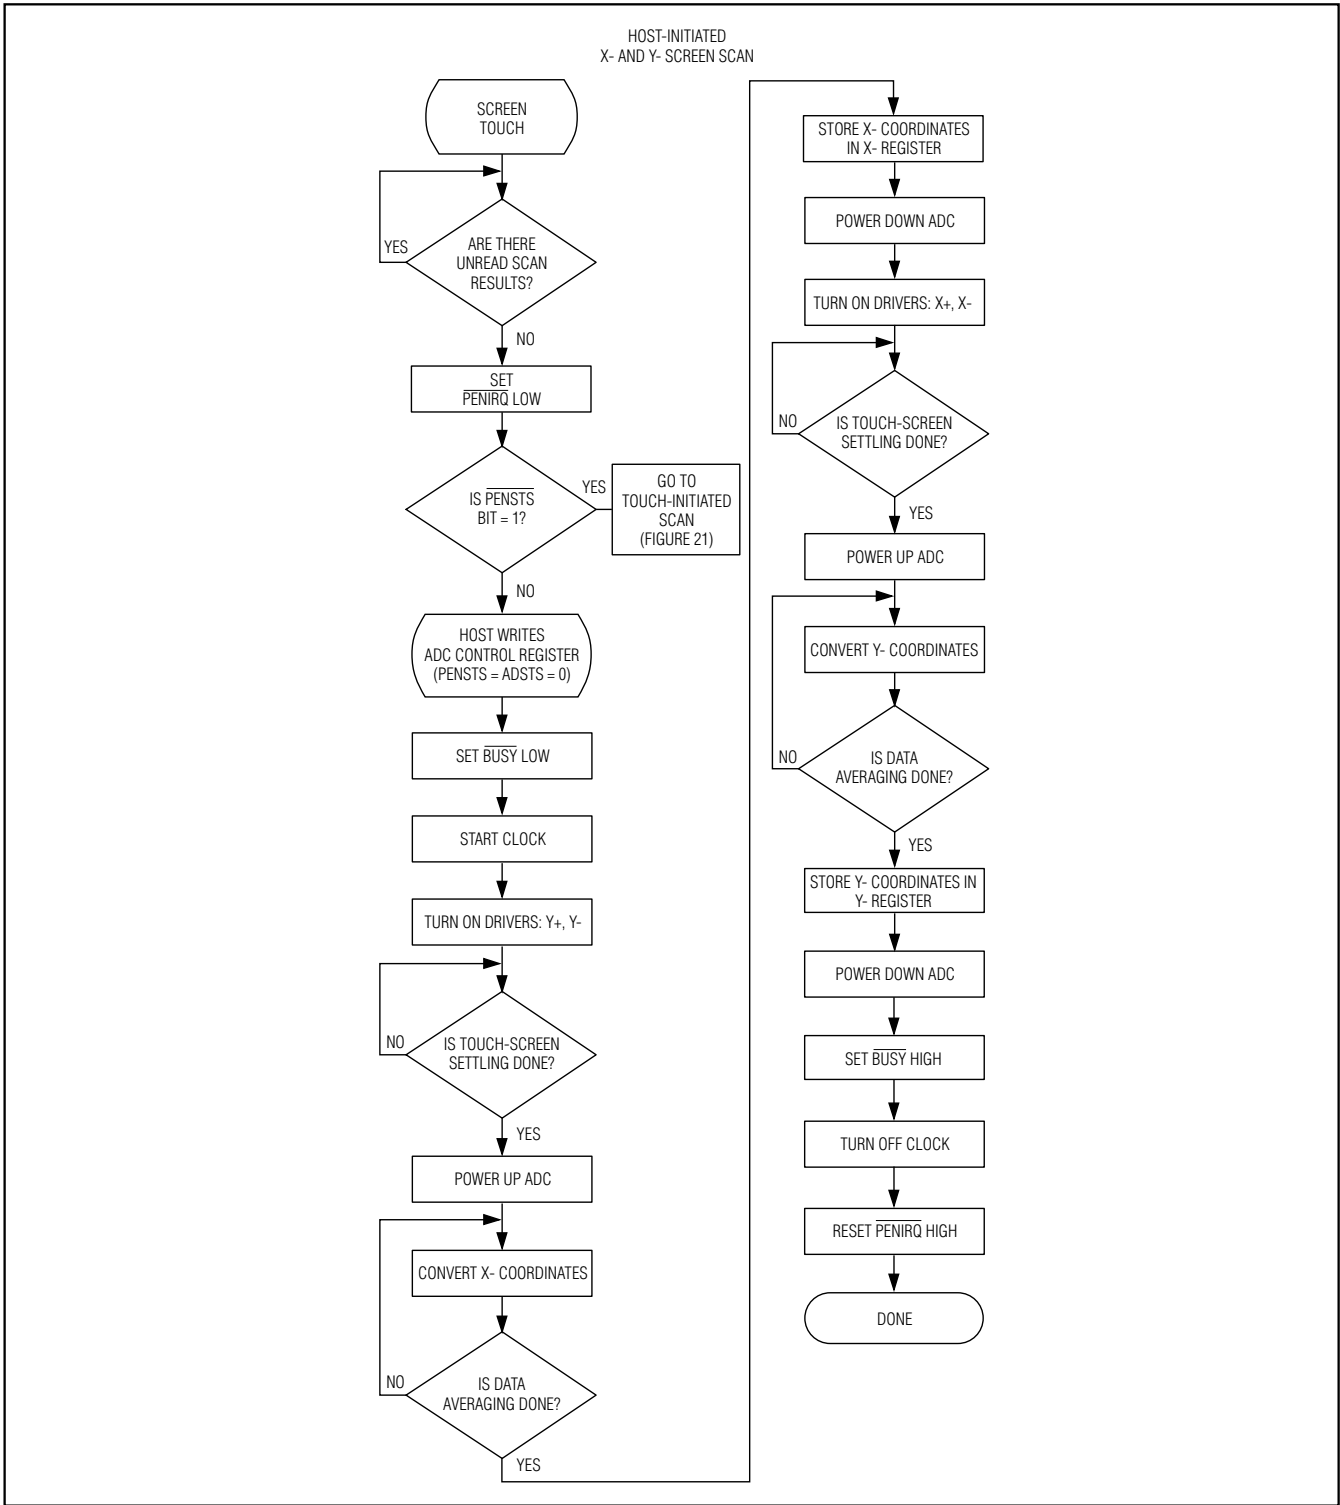 HOST-INITIATED
X- AND Y- SCREEN SCAN
SCREEN
TOUCH
YES
ARE THERE
UNREAD SCAN
RESULTS?
NO
SET
PENIRQ LOW
IS PENSTS
BIT = 1?
YES
GO TO
TOUCH-INITIATED
SCAN
(FIGURE 21)
NO
HOST WRITES
ADC CONTROL REGISTER
(PENSTS = ADSTS = 0)
SET BUSY LOW
START CLOCK
TURN ON DRIVERS: Y+, Y-
NO
IS TOUCH-SCREEN
SETTLING DONE?
YES
POWER UP ADC
CONVERT X- COORDINATES
NO
IS DATA
AVERAGING DONE?
YES
STORE X- COORDINATES
IN X- REGISTER
POWER DOWN ADC
TURN ON DRIVERS: X+, X-
NO
IS TOUCH-SCREEN
SETTLING DONE?
YES
POWER UP ADC
CONVERT Y- COORDINATES
NO
IS DATA
AVERAGING DONE?
YES
STORE Y- COORDINATES IN
Y- REGISTER
POWER DOWN ADC
SET BUSY HIGH
TURN OFF CLOCK
RESET PENIRQ HIGH
DONE